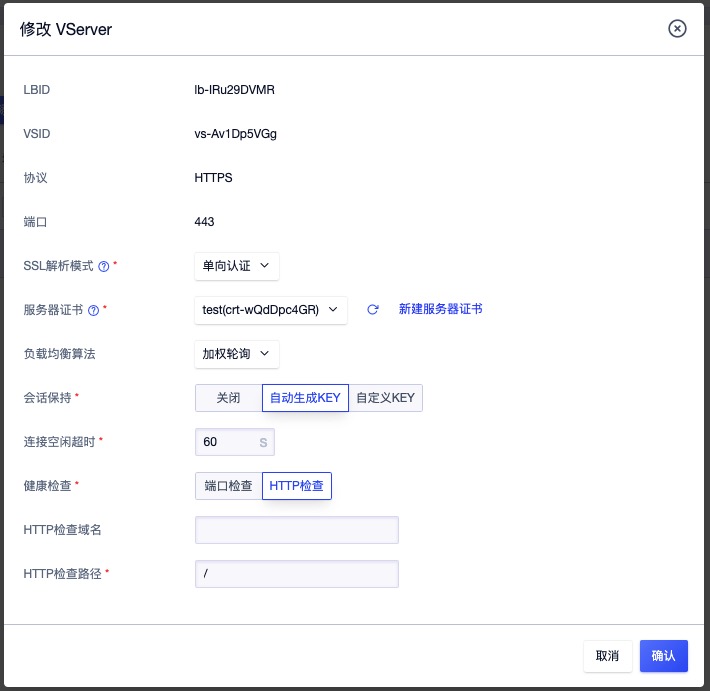 修改 VServer
LBID lb-IRu29DVMR
VSID vs-Av1Dp5VGg
协议 HTTPS
端口 443
SSL解析模式 ? * 单向认证
服务器证书 ? * test(crt-wQdDpc4GR) 新建服务器证书
负载均衡算法 加权轮询
会话保持 * 关闭 自动生成KEY 自定义KEY
连接空闲超时 * 60 S
健康检查 * 端口检查 HTTP检查
HTTP检查域名
HTTP检查路径 * /
取消 确认